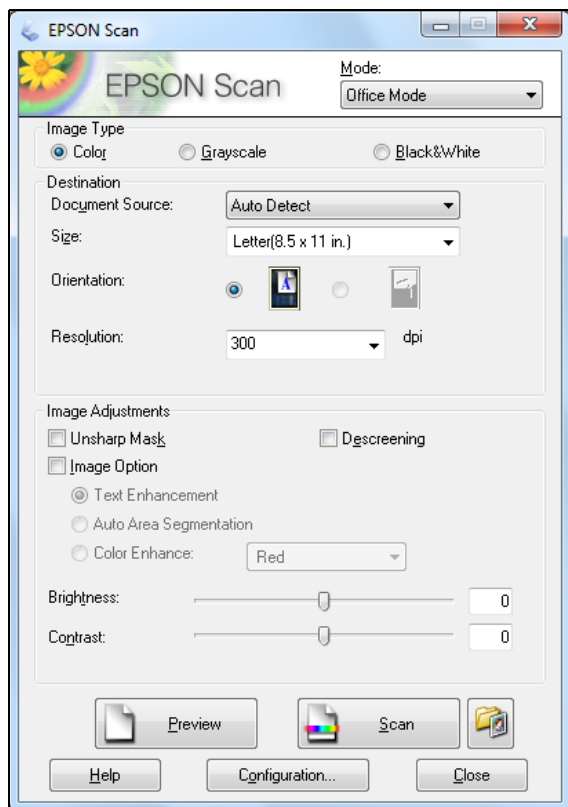 EPSON Scan
EPSON Scan
Mode:
Office Mode
Image Type
Color Grayscale Black&White
Destination
Document Source: Auto Detect
Size: Letter(8.5 x 11 in.)
Orientation: A
Resolution: 300 dpi
Image Adjustments
Unsharp Mask Descreening
Image Option
Text Enhancement
Auto Area Segmentation
Color Enhance: Red
Brightness: 0
Contrast: 0
Preview Scan
Help Configuration... Close